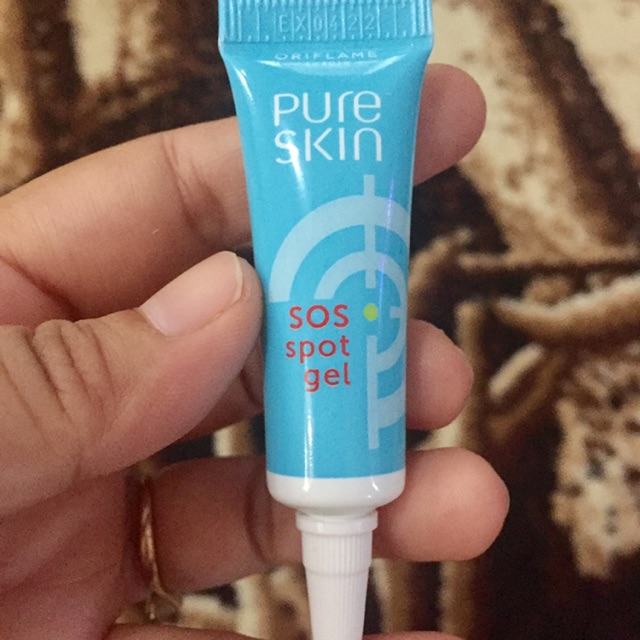 EX0422
ORIFLAME
PURE
SKIN
SOS
spot
gel